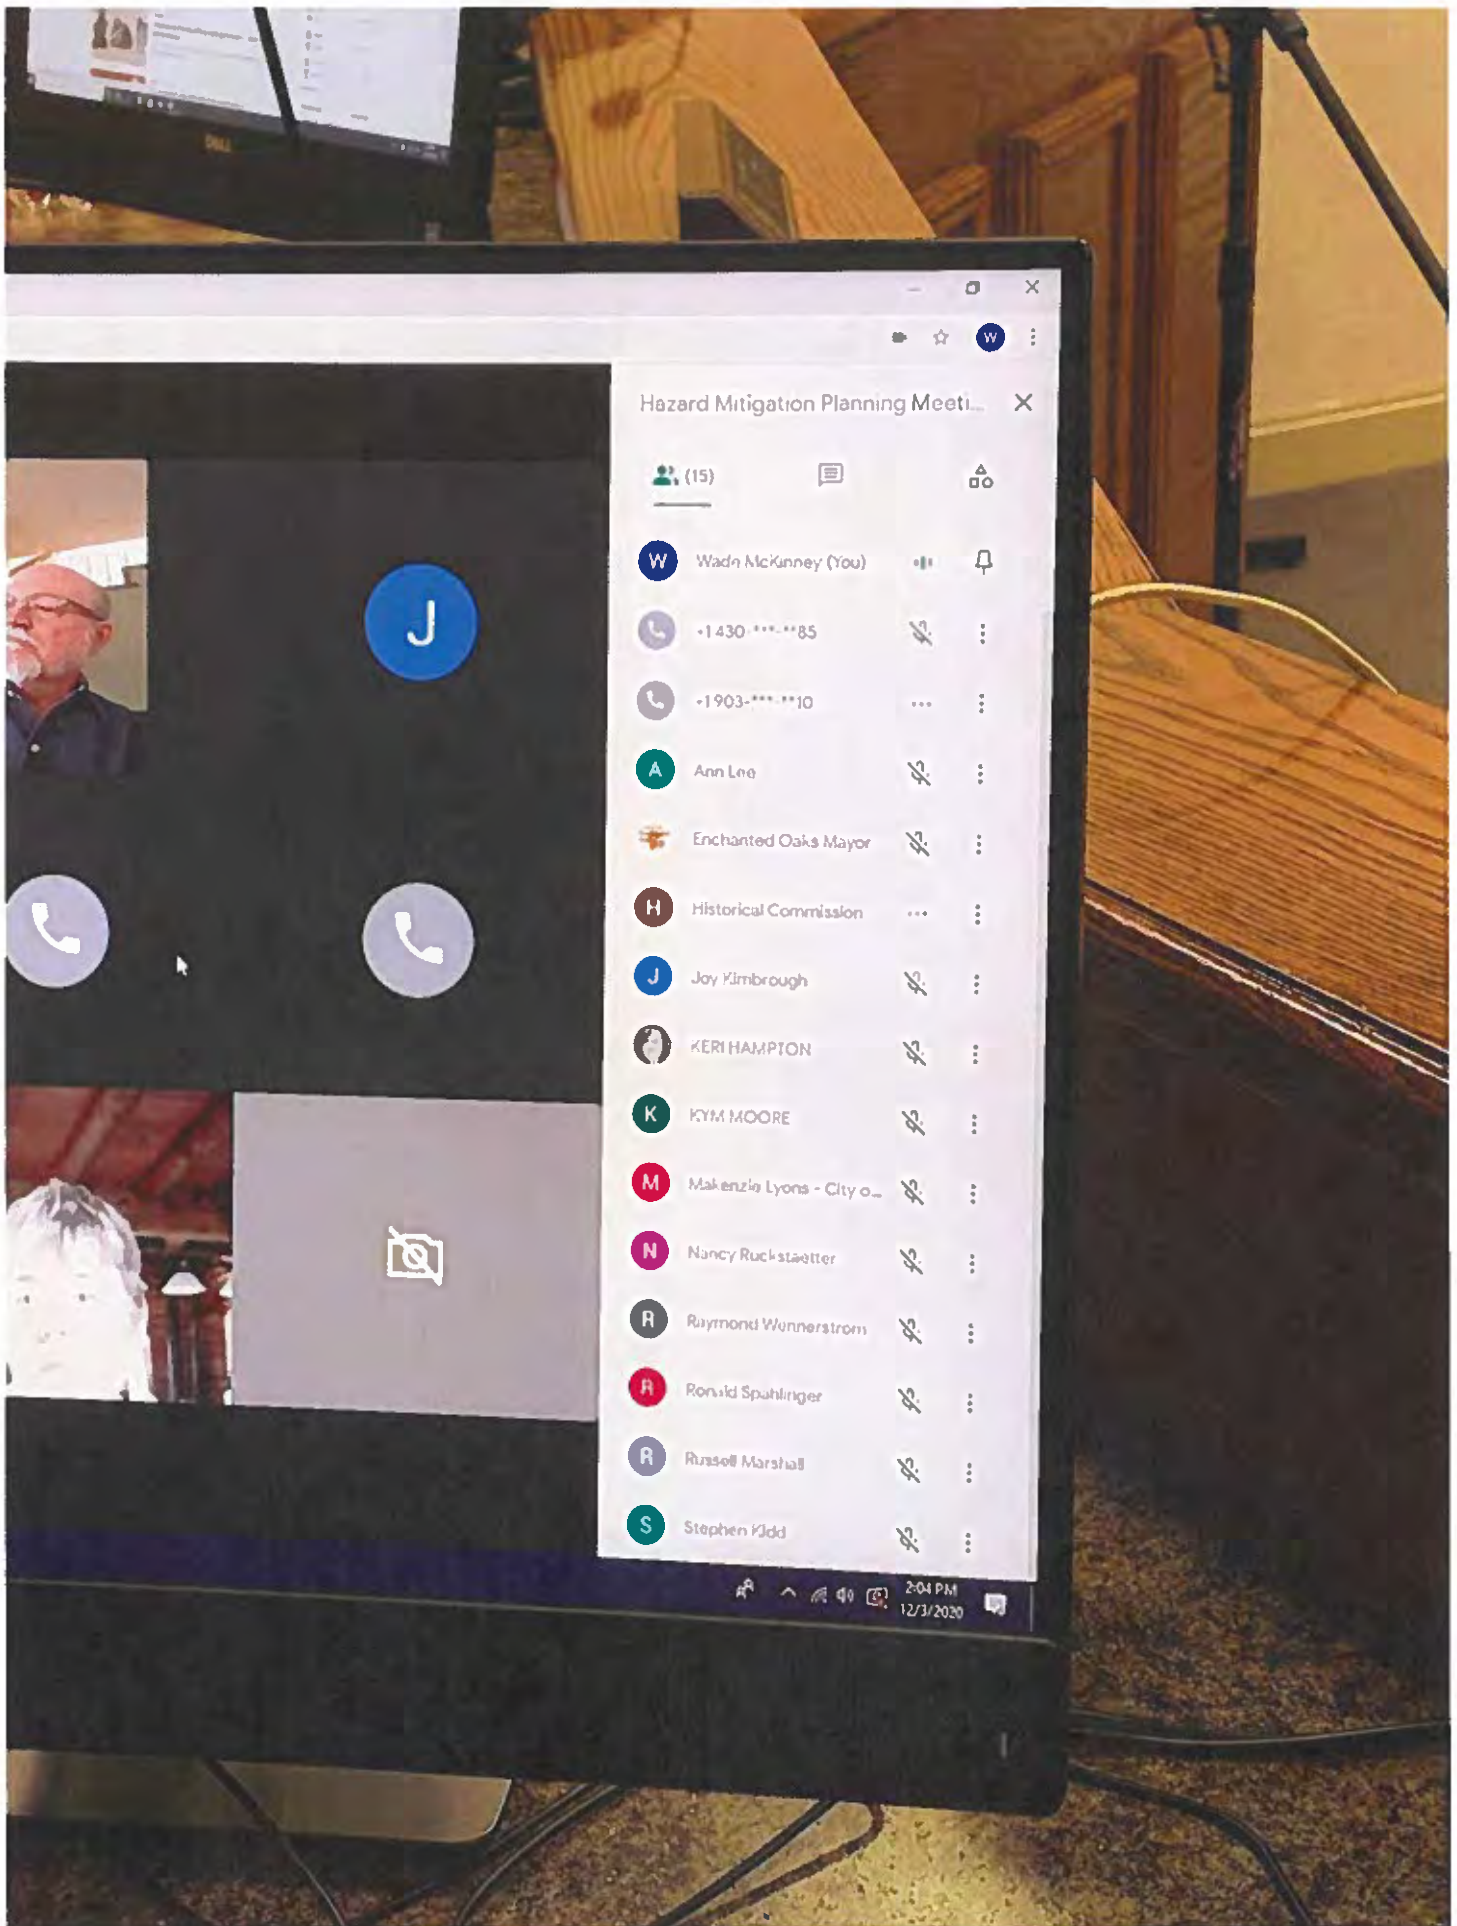 DELL
W
Hazard Mitigation Planning Meeti...
(15)
W Wade McKinney (You)
+1 430-***-**85
+1 903-***-**10
A Ann Lee
Enchanted Oaks Mayor
H Historical Commission
J Joy Kimbrough
KERI HAMPTON
K KYM MOORE
M Makenzie Lyons - City o...
N Nancy Ruckstaetter
R Raymond Wennerstrom
R Ronald Spahlinger
R Russell Marshall
S Stephen Kidd
J
2:04 PM
12/3/2020